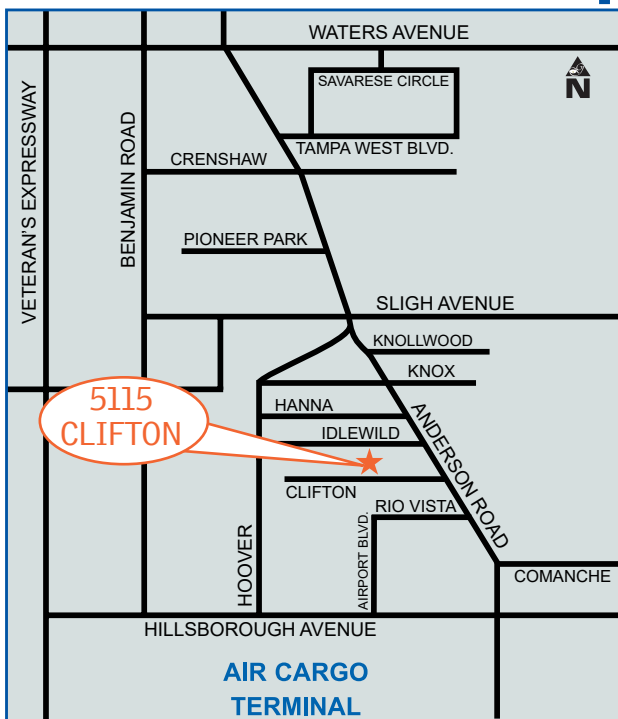 WATERS AVENUE
SAVARESE CIRCLE
N
VETERAN'S EXPRESSWAY
BENJAMIN ROAD
TAMPA WEST BLVD.
CRENSHAW
PIONEER PARK
SLIGH AVENUE
KNOLLWOOD
KNOX
5115
CLIFTON
HANNA
ANDERSON ROAD
IDLEWILD
CLIFTON
RIO VISTA
HOOVER
AIRPORT BLVD.
COMANCHE
HILLSBOROUGH AVENUE
AIR CARGO
TERMINAL